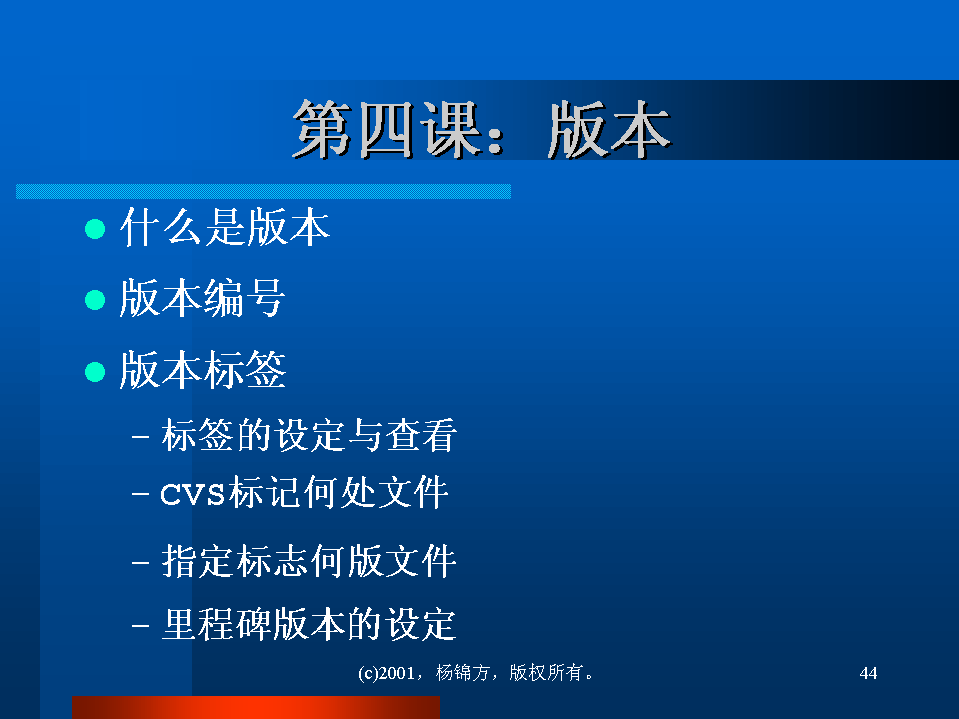 第四课：版本
什么是版本
版本编号
版本标签
– 标签的设定与查看
– CVS标记何处文件
– 指定标志何版文件
– 里程碑版本的设定
(c)2001，杨锦方，版权所有。
44